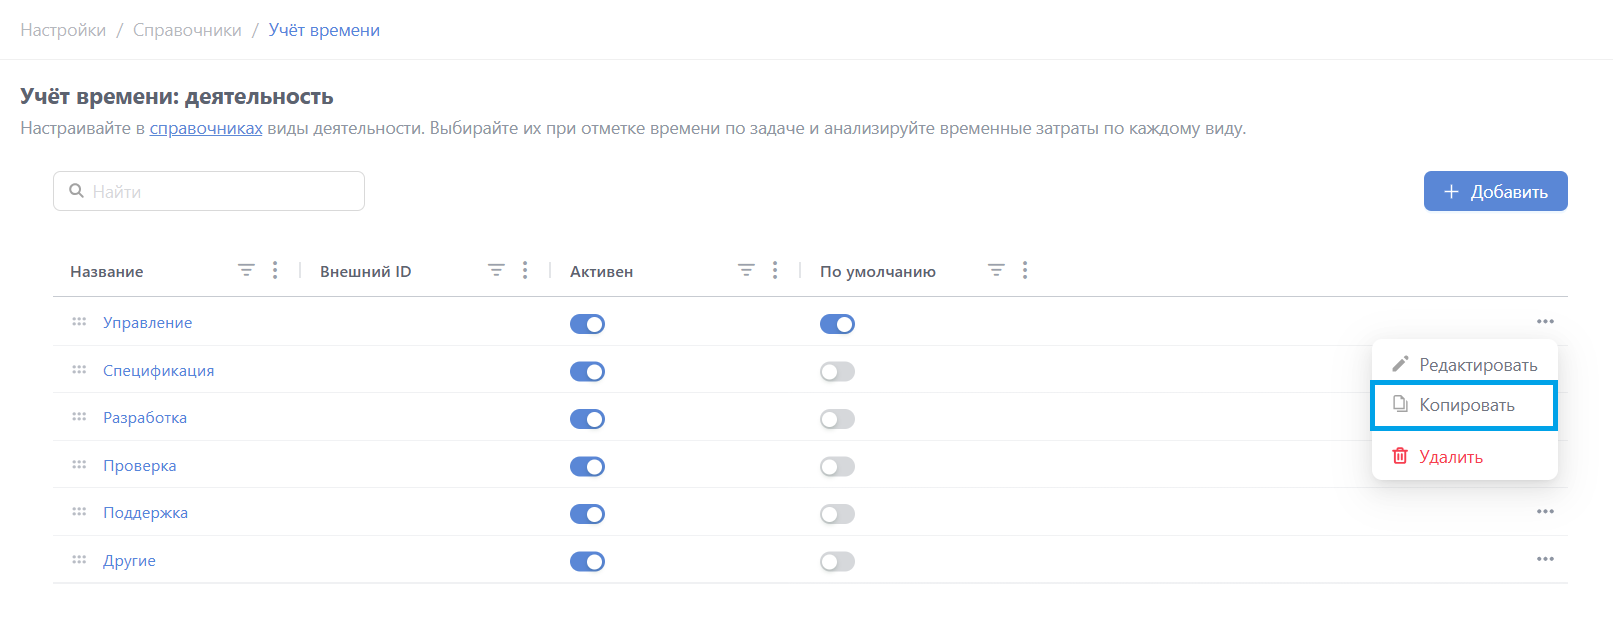 Настройки / Справочники / Учёт времени
Учёт времени: деятельность
Настраивайте в справочниках виды деятельности. Выбирайте их при отметке времени по задаче и анализируйте временные затраты по каждому виду.
Найти
+ Добавить
Название Внешний ID Активен По умолчанию
Управление
Редактировать
Спецификация
Копировать
Разработка
Удалить
Проверка
Поддержка
Другие